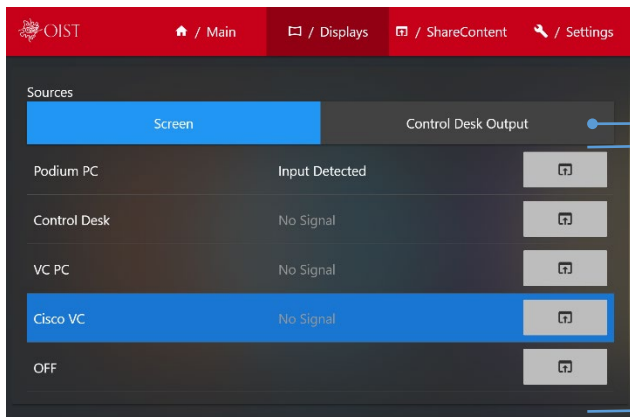 OIST / Main / Displays / ShareContent / Settings
Sources
Screen Control Desk Output
Podium PC Input Detected
Control Desk No Signal
VC PC No Signal
Cisco VC No Signal
OFF